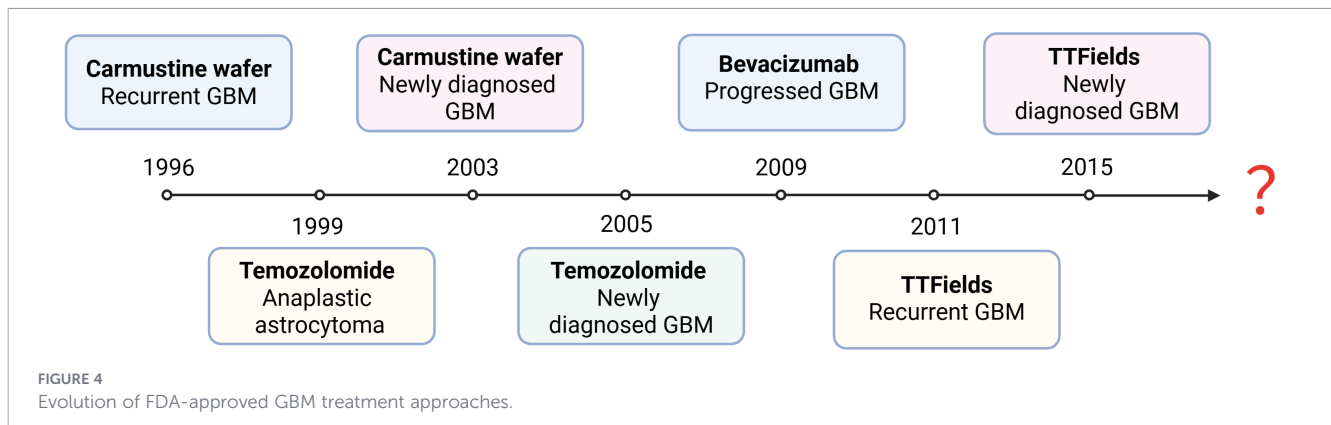 Carmustine wafer
Recurrent GBM
Carmustine wafer
Newly diagnosed
GBM
Bevacizumab
Progressed GBM
TTFields
Newly
diagnosed GBM
1996
2003
2009
2015
?
1999
2005
2011
Temozolomide
Anaplastic
astrocytoma
Temozolomide
Newly
diagnosed GBM
TTFields
Recurrent GBM
FIGURE 4
Evolution of FDA-approved GBM treatment approaches.